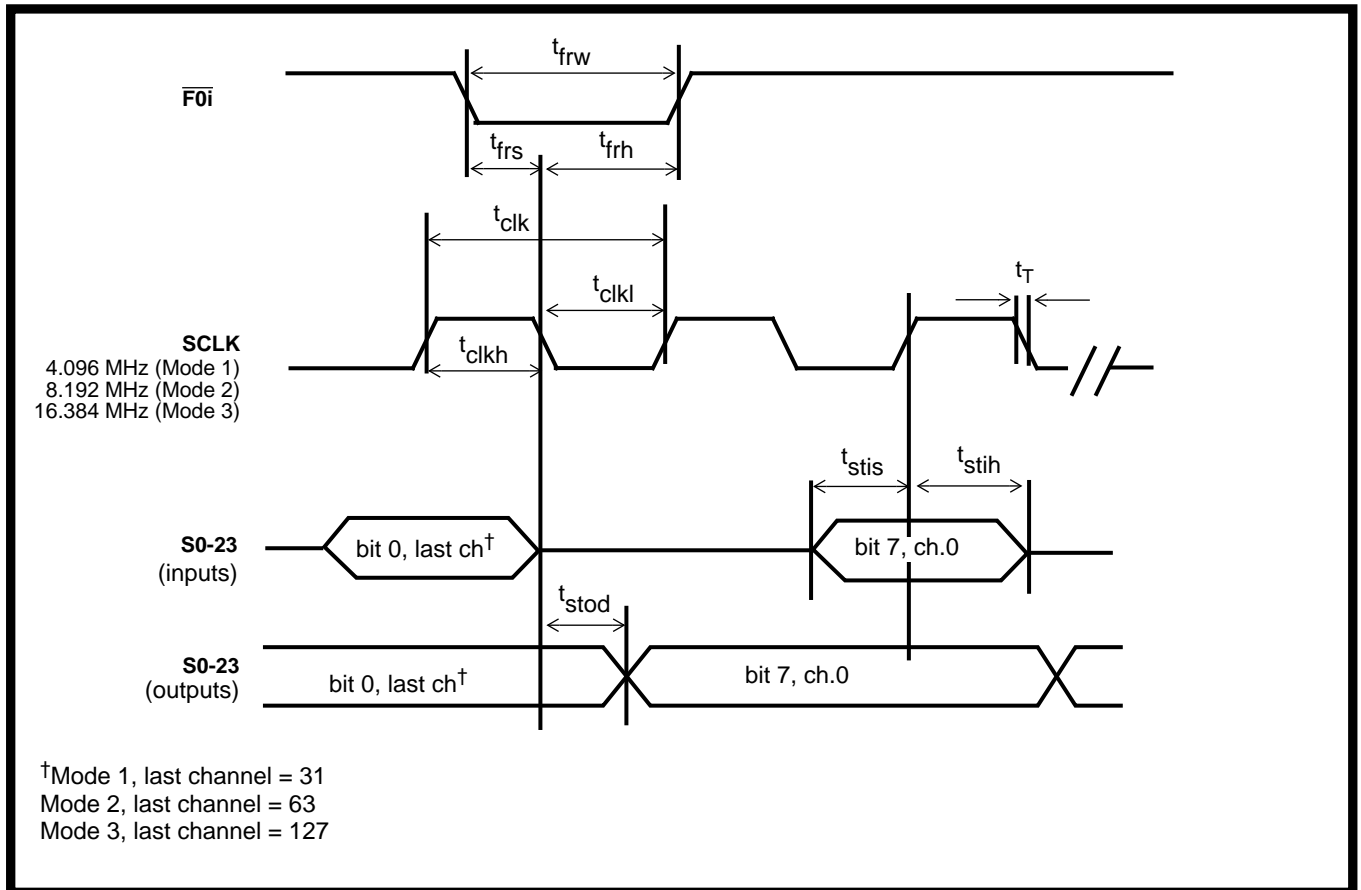 tfrw
F0i
tfrs
tfrh
tclk
tclkl
tT
SCLK
tclkh
4.096 MHz (Mode 1)
8.192 MHz (Mode 2)
16.384 MHz (Mode 3)
tstis
tstih
S0-23
(inputs)
bit 0, last ch†
bit 7, ch.0
tstod
S0-23
(outputs)
bit 0, last ch†
bit 7, ch.0
†Mode 1, last channel = 31
Mode 2, last channel = 63
Mode 3, last channel = 127